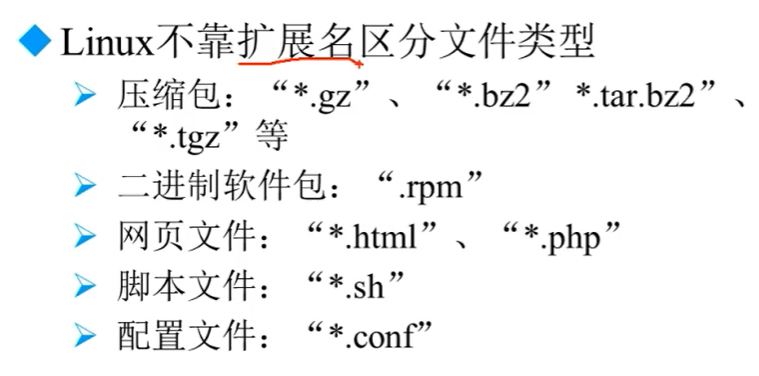 Linux不靠扩展名区分文件类型
压缩包：“*.gz”、“*.bz2” *.tar.bz2”、
“*.tgz”等
二进制软件包：“.rpm”
网页文件：“*.html”、“*.php”
脚本文件：“*.sh”
配置文件：“*.conf”